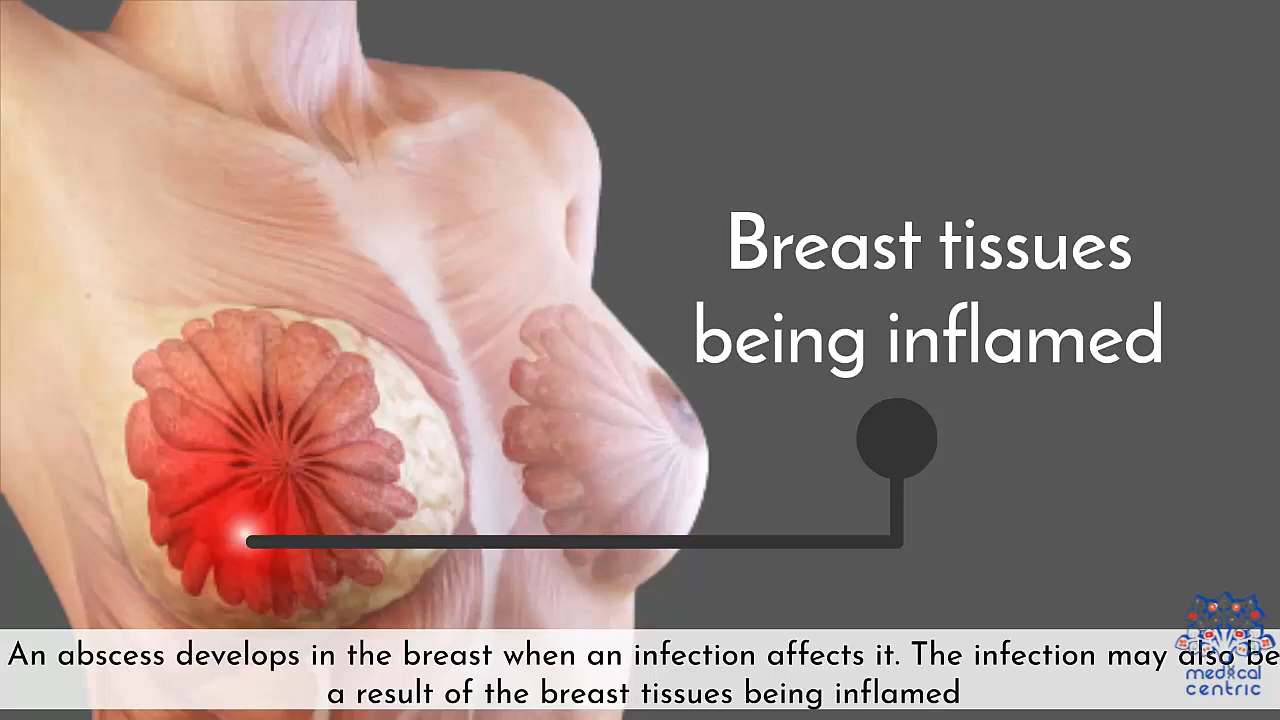 Breast tissues
being inflamed
An abscess develops in the breast when an infection affects it. The infection may also be
a result of the breast tissues being inflamed
medical
centric